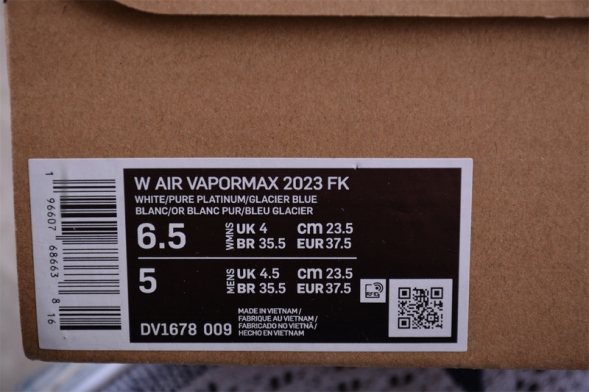 W AIR VAPORMAX 2023 FK
WHITE/PURE PLATINUM/GLACIER BLUE
BLANC/OR BLANC PUR/BLEU GLACIER
6.5 WMNS UK 4 cm 23.5
BR 35.5 EUR 37.5
5 MENS UK 4.5 cm 23.5
BR 35.5 EUR 37.5
DV1678 009
MADE IN VIETNAM /
FABRIQUE AU VIETNAM /
FABRICADO NO VIETNÃ /
HECHO EN VIETNAM
1 96607 68663 8 16